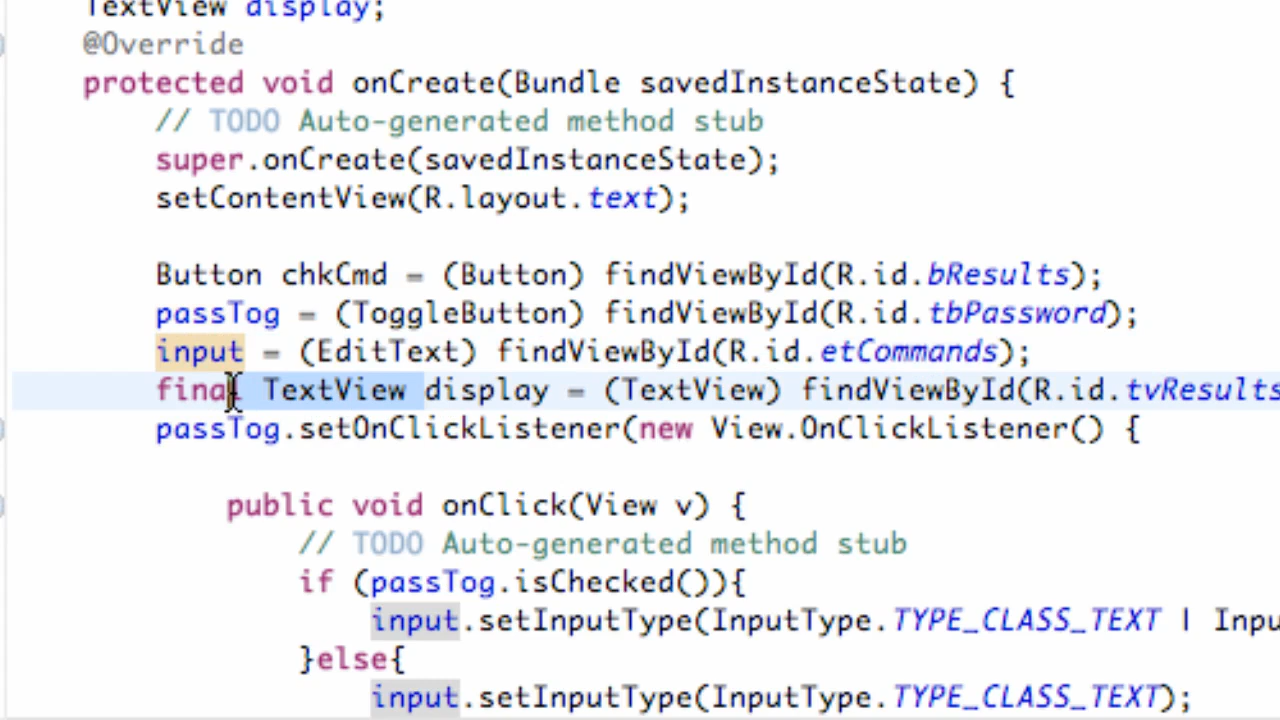 TextView display;
@Override
protected void onCreate(Bundle savedInstanceState) {
// TODO Auto-generated method stub
super.onCreate(savedInstanceState);
setContentView(R.layout.text);
Button chkCmd = (Button) findViewById(R.id.bResults);
passTog = (ToggleButton) findViewById(R.id.tbPassword);
input = (EditText) findViewById(R.id.etCommands);
final TextView display = (TextView) findViewById(R.id.tvResults
passTog.setOnClickListener(new View.OnClickListener() {
public void onClick(View v) {
// TODO Auto-generated method stub
if (passTog.isChecked()){
input.setInputType(InputType.TYPE_CLASS_TEXT | Inpu
}else{
input.setInputType(InputType.TYPE_CLASS_TEXT);